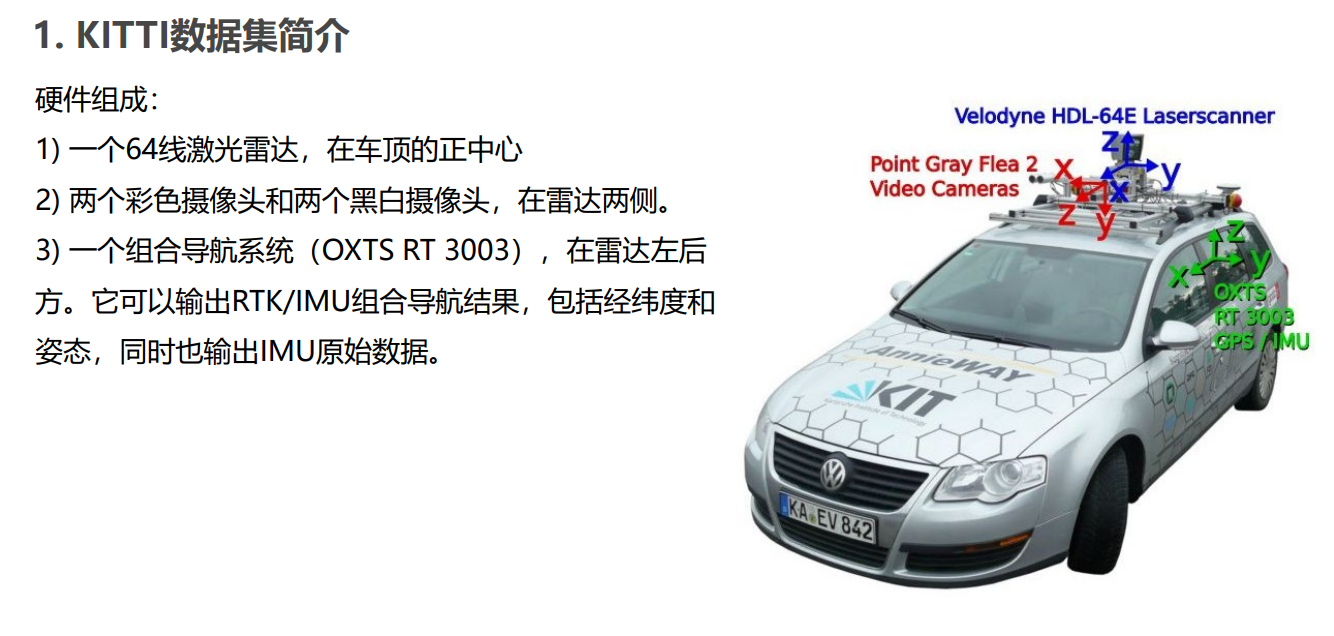 1. KITTI数据集简介
硬件组成：
1) 一个64线激光雷达，在车顶的正中心
2) 两个彩色摄像头和两个黑白摄像头，在雷达两侧。
3) 一个组合导航系统（OXTS RT 3003），在雷达左后
方。它可以输出RTK/IMU组合导航结果，包括经纬度和
姿态，同时也输出IMU原始数据。
Velodyne HDL-64E Laserscanner
z
y
x
Point Gray Flea 2
Video Cameras
x
z
y
z
y
x
OXTS
RT 3003
GPS / IMU
AnnieWAY
KIT
Karlsruhe Institute of Technology
KA EV 842